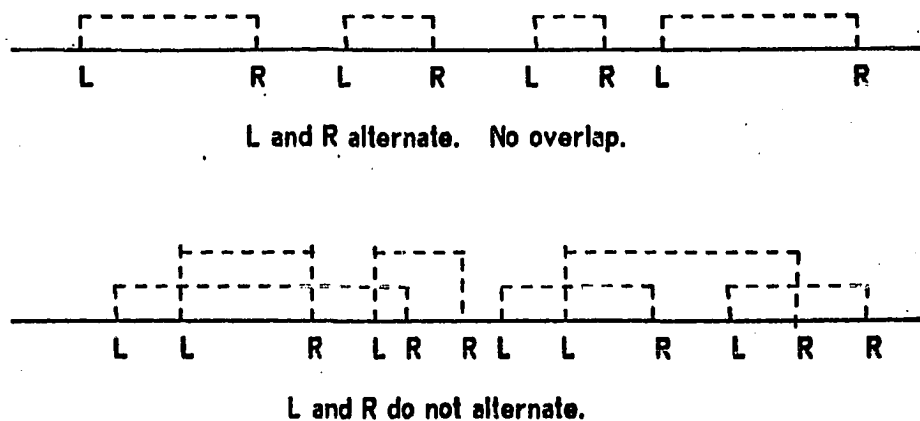 L R L R L R L R
L and R alternate. No overlap.
L L R L R R L L R L R R
L and R do not alternate.